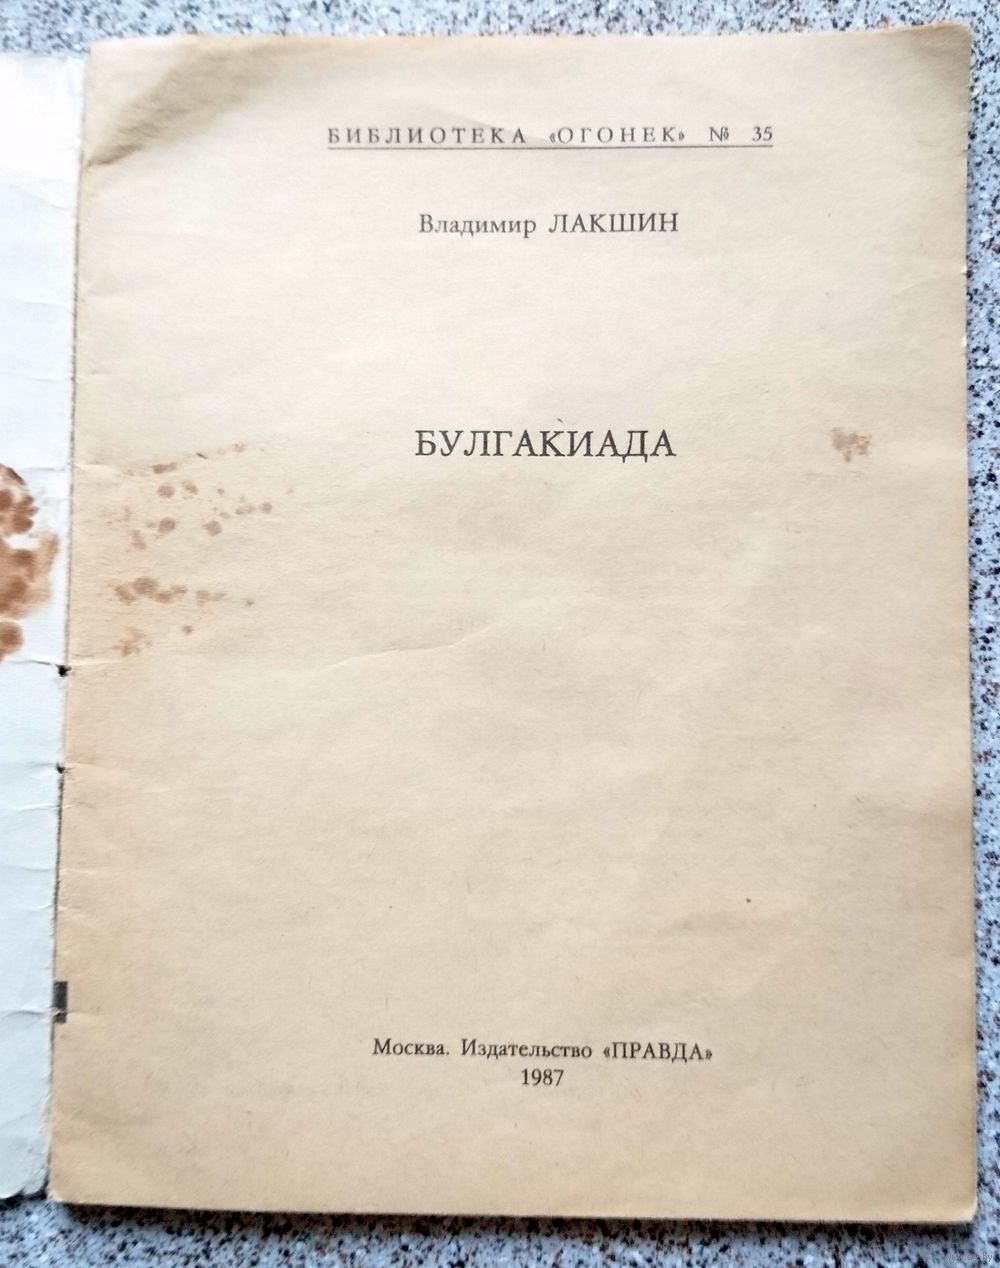 БИБЛИОТЕКА «ОГОНЕК» № 35
Владимир ЛАКШИН
БУЛГАКИАДА
Москва. Издательство «ПРАВДА»
1987